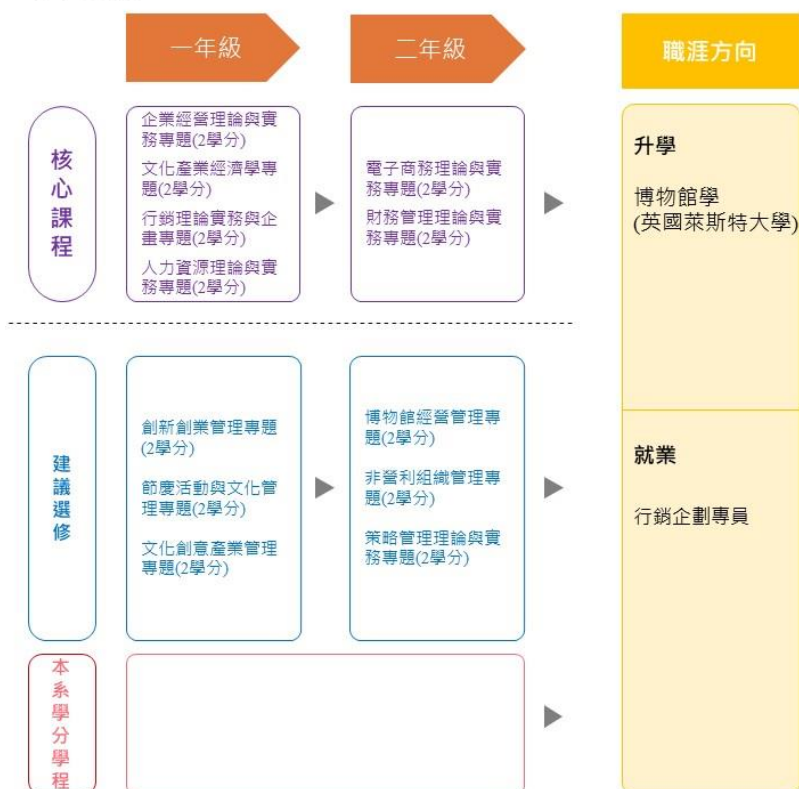 一年級
二年級
職涯方向
核心課程
企業經營理論與實
務專題(2學分)
文化產業經濟學專
題(2學分)
行銷理論實務與企
畫專題(2學分)
人力資源理論與實
務專題(2學分)
電子商務理論與實
務專題(2學分)
財務管理理論與實
務專題(2學分)
升學
博物館學
(英國萊斯特大學)
建議選修
創新創業管理專題
(2學分)
節慶活動與文化管
理專題(2學分)
文化創意產業管理
專題(2學分)
博物館經營管理專
題(2學分)
非營利組織管理專
題(2學分)
策略管理理論與實
務專題(2學分)
就業
行銷企劃專員
本系學分學程